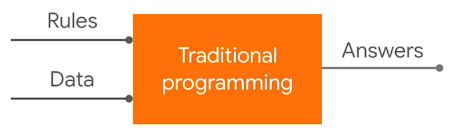 Rules
Data
Traditional
programming
Answers